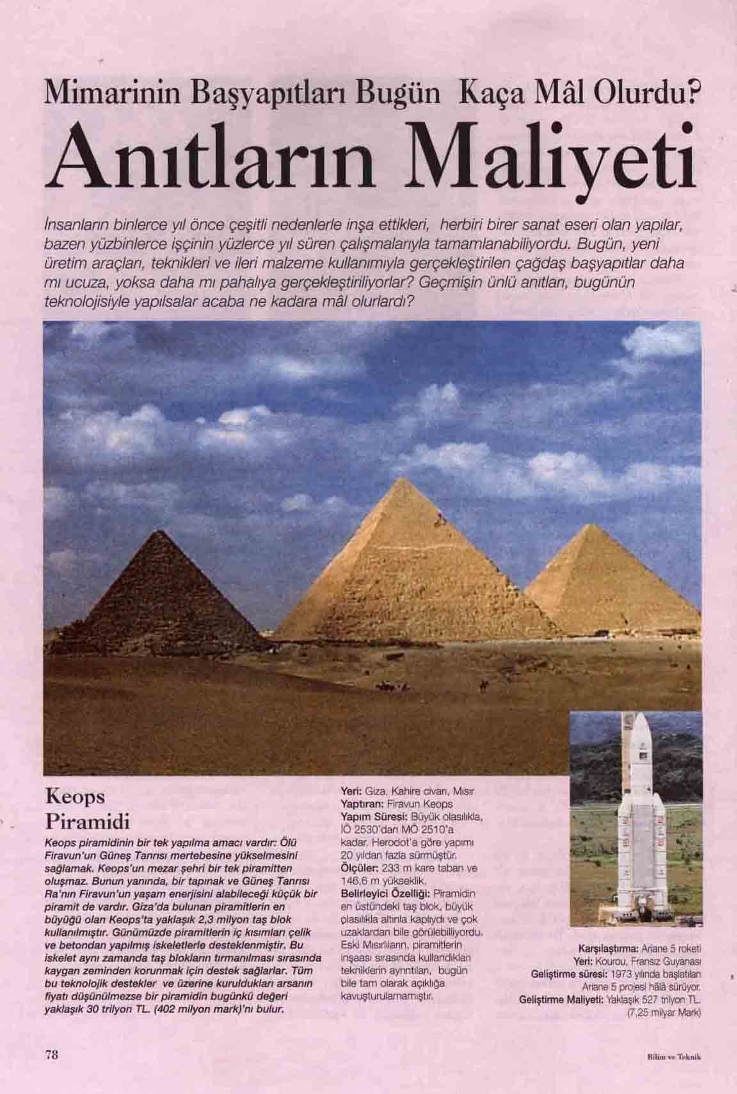 Mimarinin Başyapıtları Bugün Kaça Mâl Olurdu?
Anıtların Maliyeti
İnsanların binlerce yıl önce çeşitli nedenlerle inşa ettikleri, herbiri birer sanat eseri olan yapılar,
bazen yüzbinlerce işçinin yüzlerce yıl süren çalışmalarıyla tamamlanabiliyordu. Bugün, yeni
üretim araçları, teknikleri ve ileri malzeme kullanımıyla gerçekleştirilen çağdaş başyapıtlar daha
mı ucuza, yoksa daha mı pahalıya gerçekleştiriliyorlar? Geçmişin ünlü anıtları, bugünün
teknolojisiyle yapılsalar acaba ne kadara mâl olurlardı?
Keops
Piramidi
Keops piramidinin bir tek yapılma amacı vardır: Ölü
Firavun'un Güneş Tanrısı mertebesine yükselmesini
sağlamak. Keops'un mezar şehri bir tek piramitten
oluşmaz. Bunun yanında, bir tapınak ve Güneş Tanrısı
Ra'nın Firavun'un yaşam enerjisini alabileceği küçük bir
piramit de vardır. Giza'da bulunan piramitlerin en
büyüğü olan Keops'ta yaklaşık 2,3 milyon taş blok
kullanılmıştır. Günümüzde piramitlerin iç kısımları çelik
ve betondan yapılmış iskeletlerle desteklenmiştir. Bu
iskelet aynı zamanda taş blokların tırmanılması sırasında
kaygan zeminden korunmak için destek sağlarlar. Tüm
bu teknolojik destekler ve üzerine kuruldukları arsanın
fiyatı düşünülmezse bir piramidin bugünkü değeri
yaklaşık 30 trilyon TL. (402 milyon mark)'nı bulur.
Yeri: Giza, Kahire civarı, Mısır
Yaptıran: Firavun Keops
Yapım Süresi: Büyük olasılıkla,
İÖ 2530'dan MÖ 2510'a
kadar. Herodot'a göre yapımı
20 yıldan fazla sürmüştür.
Ölçüler: 233 m kare taban ve
146,6 m yükseklik.
Belirleyici Özelliği: Piramidin
en üstündeki taş blok, büyük
olasılıkla altınla kaplıydı ve çok
uzaklardan bile görülebiliyordu.
Eski Mısırlıların, piramitlerin
inşaası sırasında kullandıkları
tekniklerin ayrıntıları, bugün
bile tam olarak açıklığa
kavuşturulamamıştır.
Karşılaştırma: Ariane 5 roketi
Yeri: Kourou, Fransız Guyanası
Geliştirme süresi: 1973 yılında başlatılan
Ariane 5 projesi hâlâ sürüyor.
Geliştirme Maliyeti: Yaklaşık 527 trilyon TL.
(7,25 milyar Mark)
78
Bilim ve Teknik